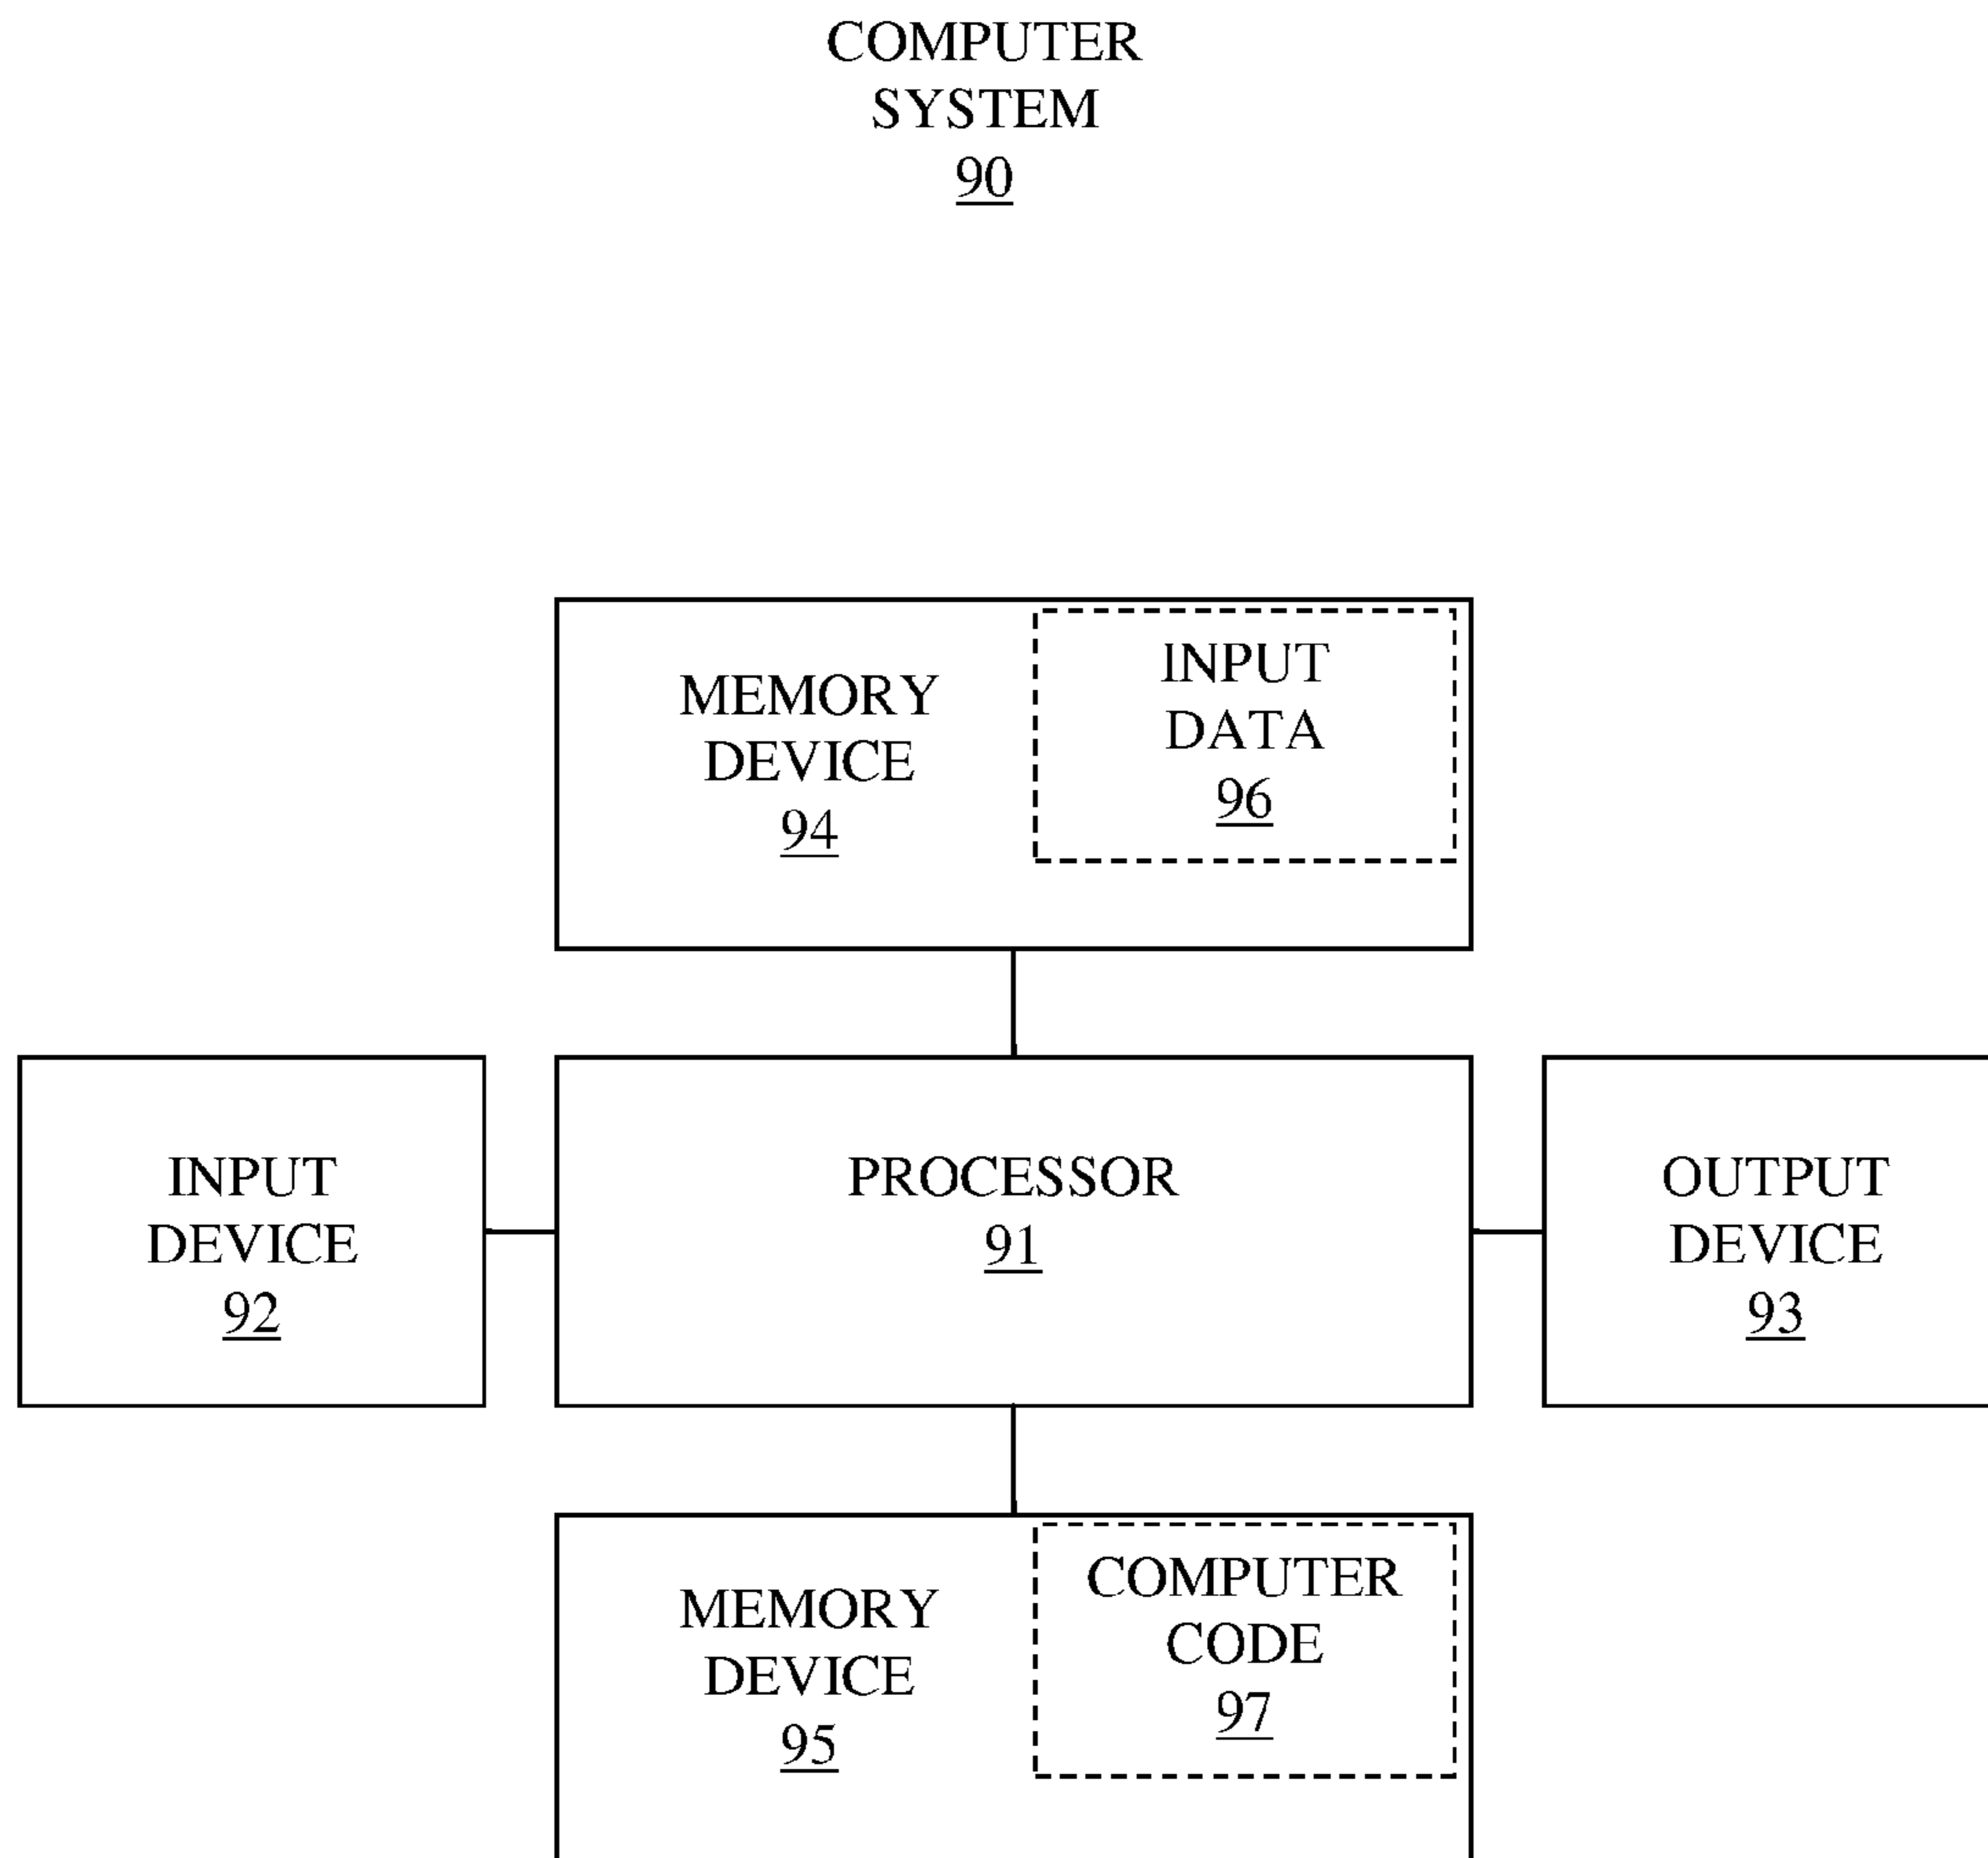 COMPUTER
SYSTEM
90
MEMORY
DEVICE
94
INPUT
DATA
96
INPUT
DEVICE
92
PROCESSOR
91
OUTPUT
DEVICE
93
MEMORY
DEVICE
95
COMPUTER
CODE
97